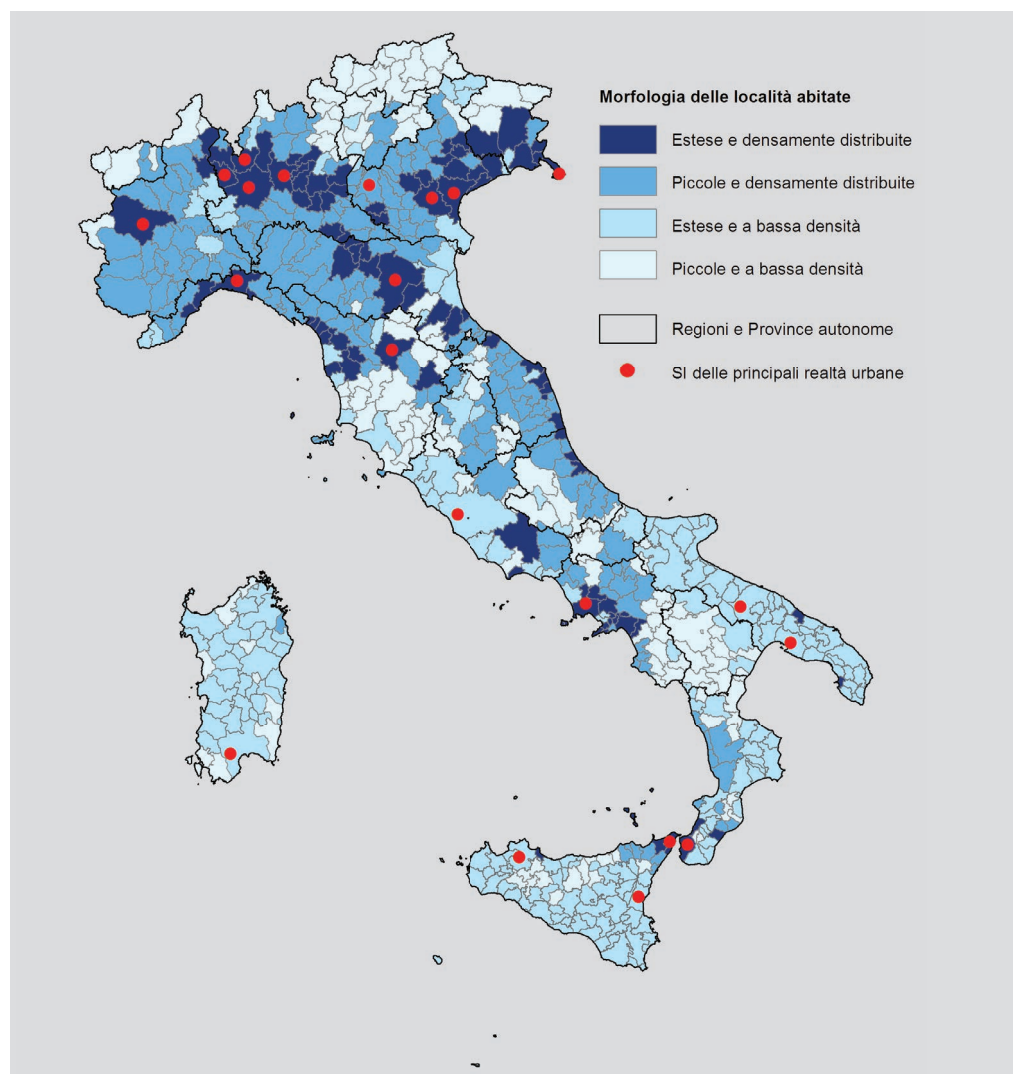 Morfologia delle località abitate
Estese e densamente distribuite
Piccole e densamente distribuite
Estese e a bassa densità
Piccole e a bassa densità
Regioni e Province autonome
SI delle principali realtà urbane